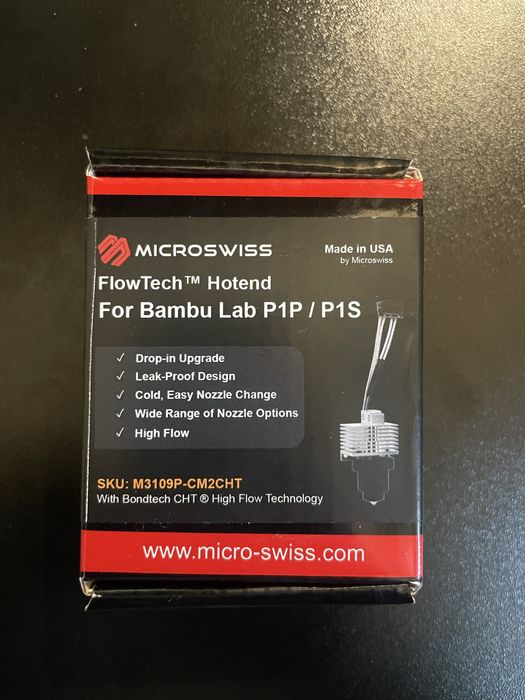 MICROSWISS
Made in USA
by Microswiss
FlowTech™ Hotend
For Bambu Lab P1P / P1S
✓ Drop-in Upgrade
✓ Leak-Proof Design
✓ Cold, Easy Nozzle Change
✓ Wide Range of Nozzle Options
✓ High Flow
SKU: M3109P-CM2CHT
With Bondtech CHT ® High Flow Technology
www.micro-swiss.com